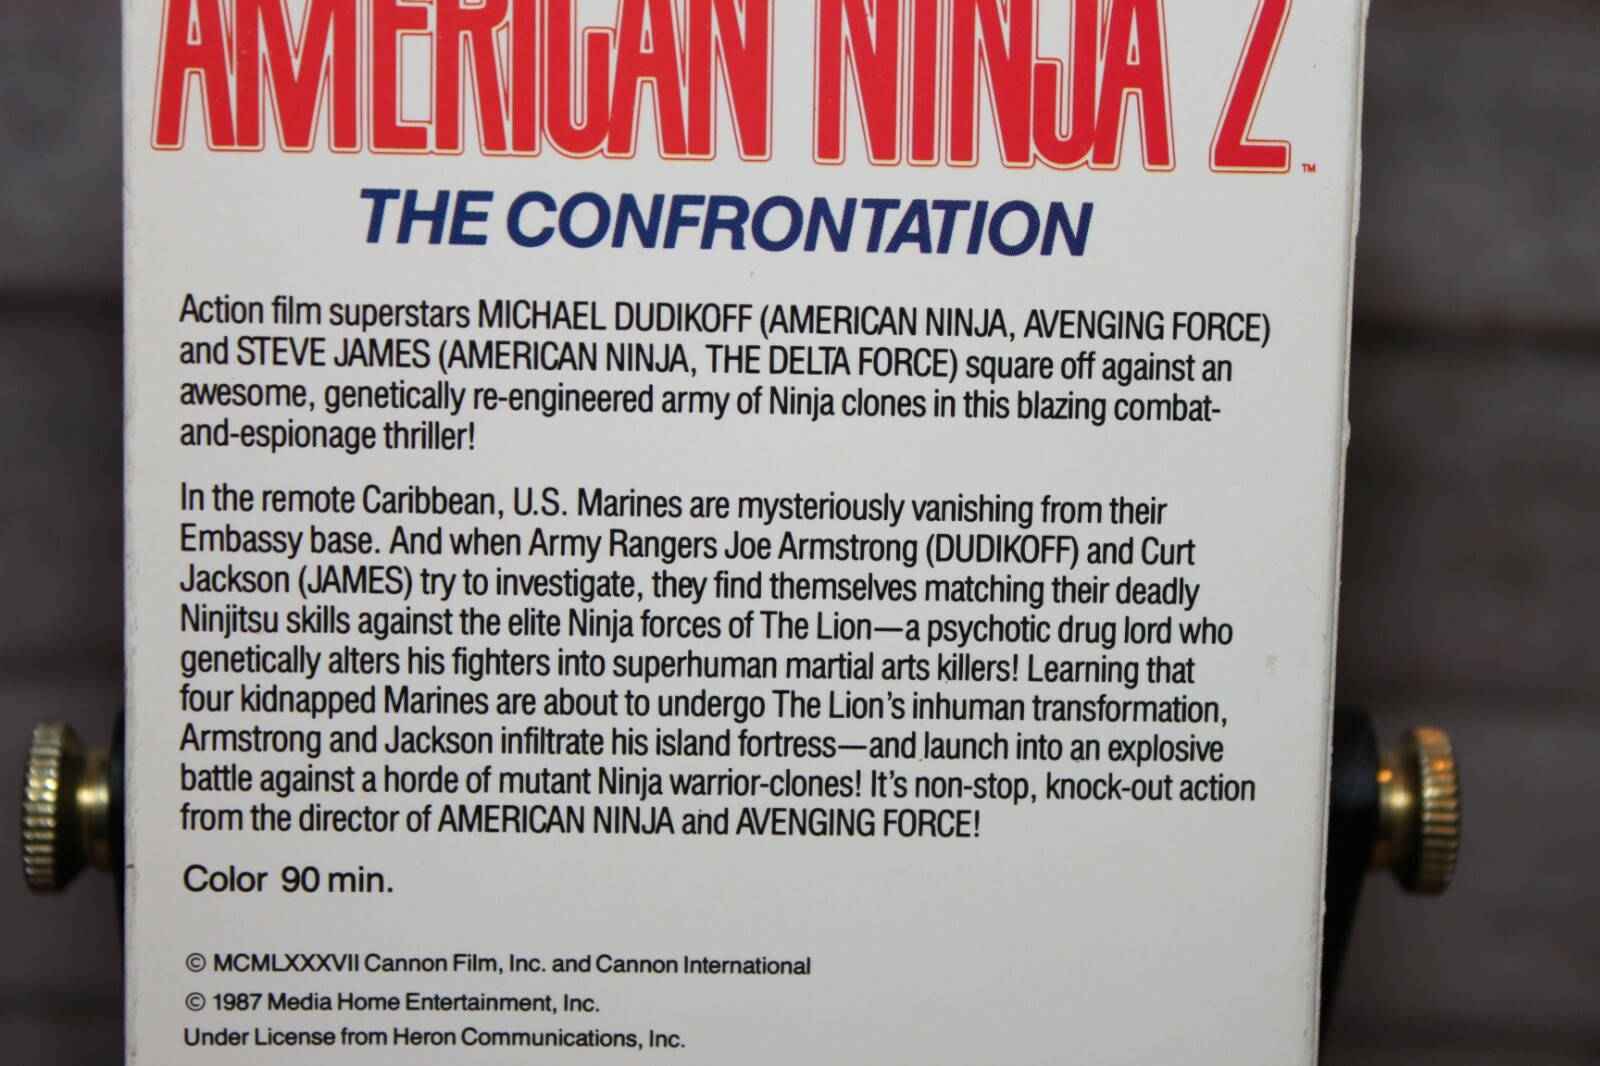 AMERICAN NINJA 2 ™
THE CONFRONTATION
Action film superstars MICHAEL DUDIKOFF (AMERICAN NINJA, AVENGING FORCE)
and STEVE JAMES (AMERICAN NINJA, THE DELTA FORCE) square off against an
awesome, genetically re-engineered army of Ninja clones in this blazing combat-
and-espionage thriller!
In the remote Caribbean, U.S. Marines are mysteriously vanishing from their
Embassy base. And when Army Rangers Joe Armstrong (DUDIKOFF) and Curt
Jackson (JAMES) try to investigate, they find themselves matching their deadly
Ninjitsu skills against the elite Ninja forces of The Lion—a psychotic drug lord who
genetically alters his fighters into superhuman martial arts killers! Learning that
four kidnapped Marines are about to undergo The Lion's inhuman transformation,
Armstrong and Jackson infiltrate his island fortress—and launch into an explosive
battle against a horde of mutant Ninja warrior-clones! It's non-stop, knock-out action
from the director of AMERICAN NINJA and AVENGING FORCE!
Color 90 min.
© MCMLXXXVII Cannon Film, Inc. and Cannon International
© 1987 Media Home Entertainment, Inc.
Under License from Heron Communications, Inc.